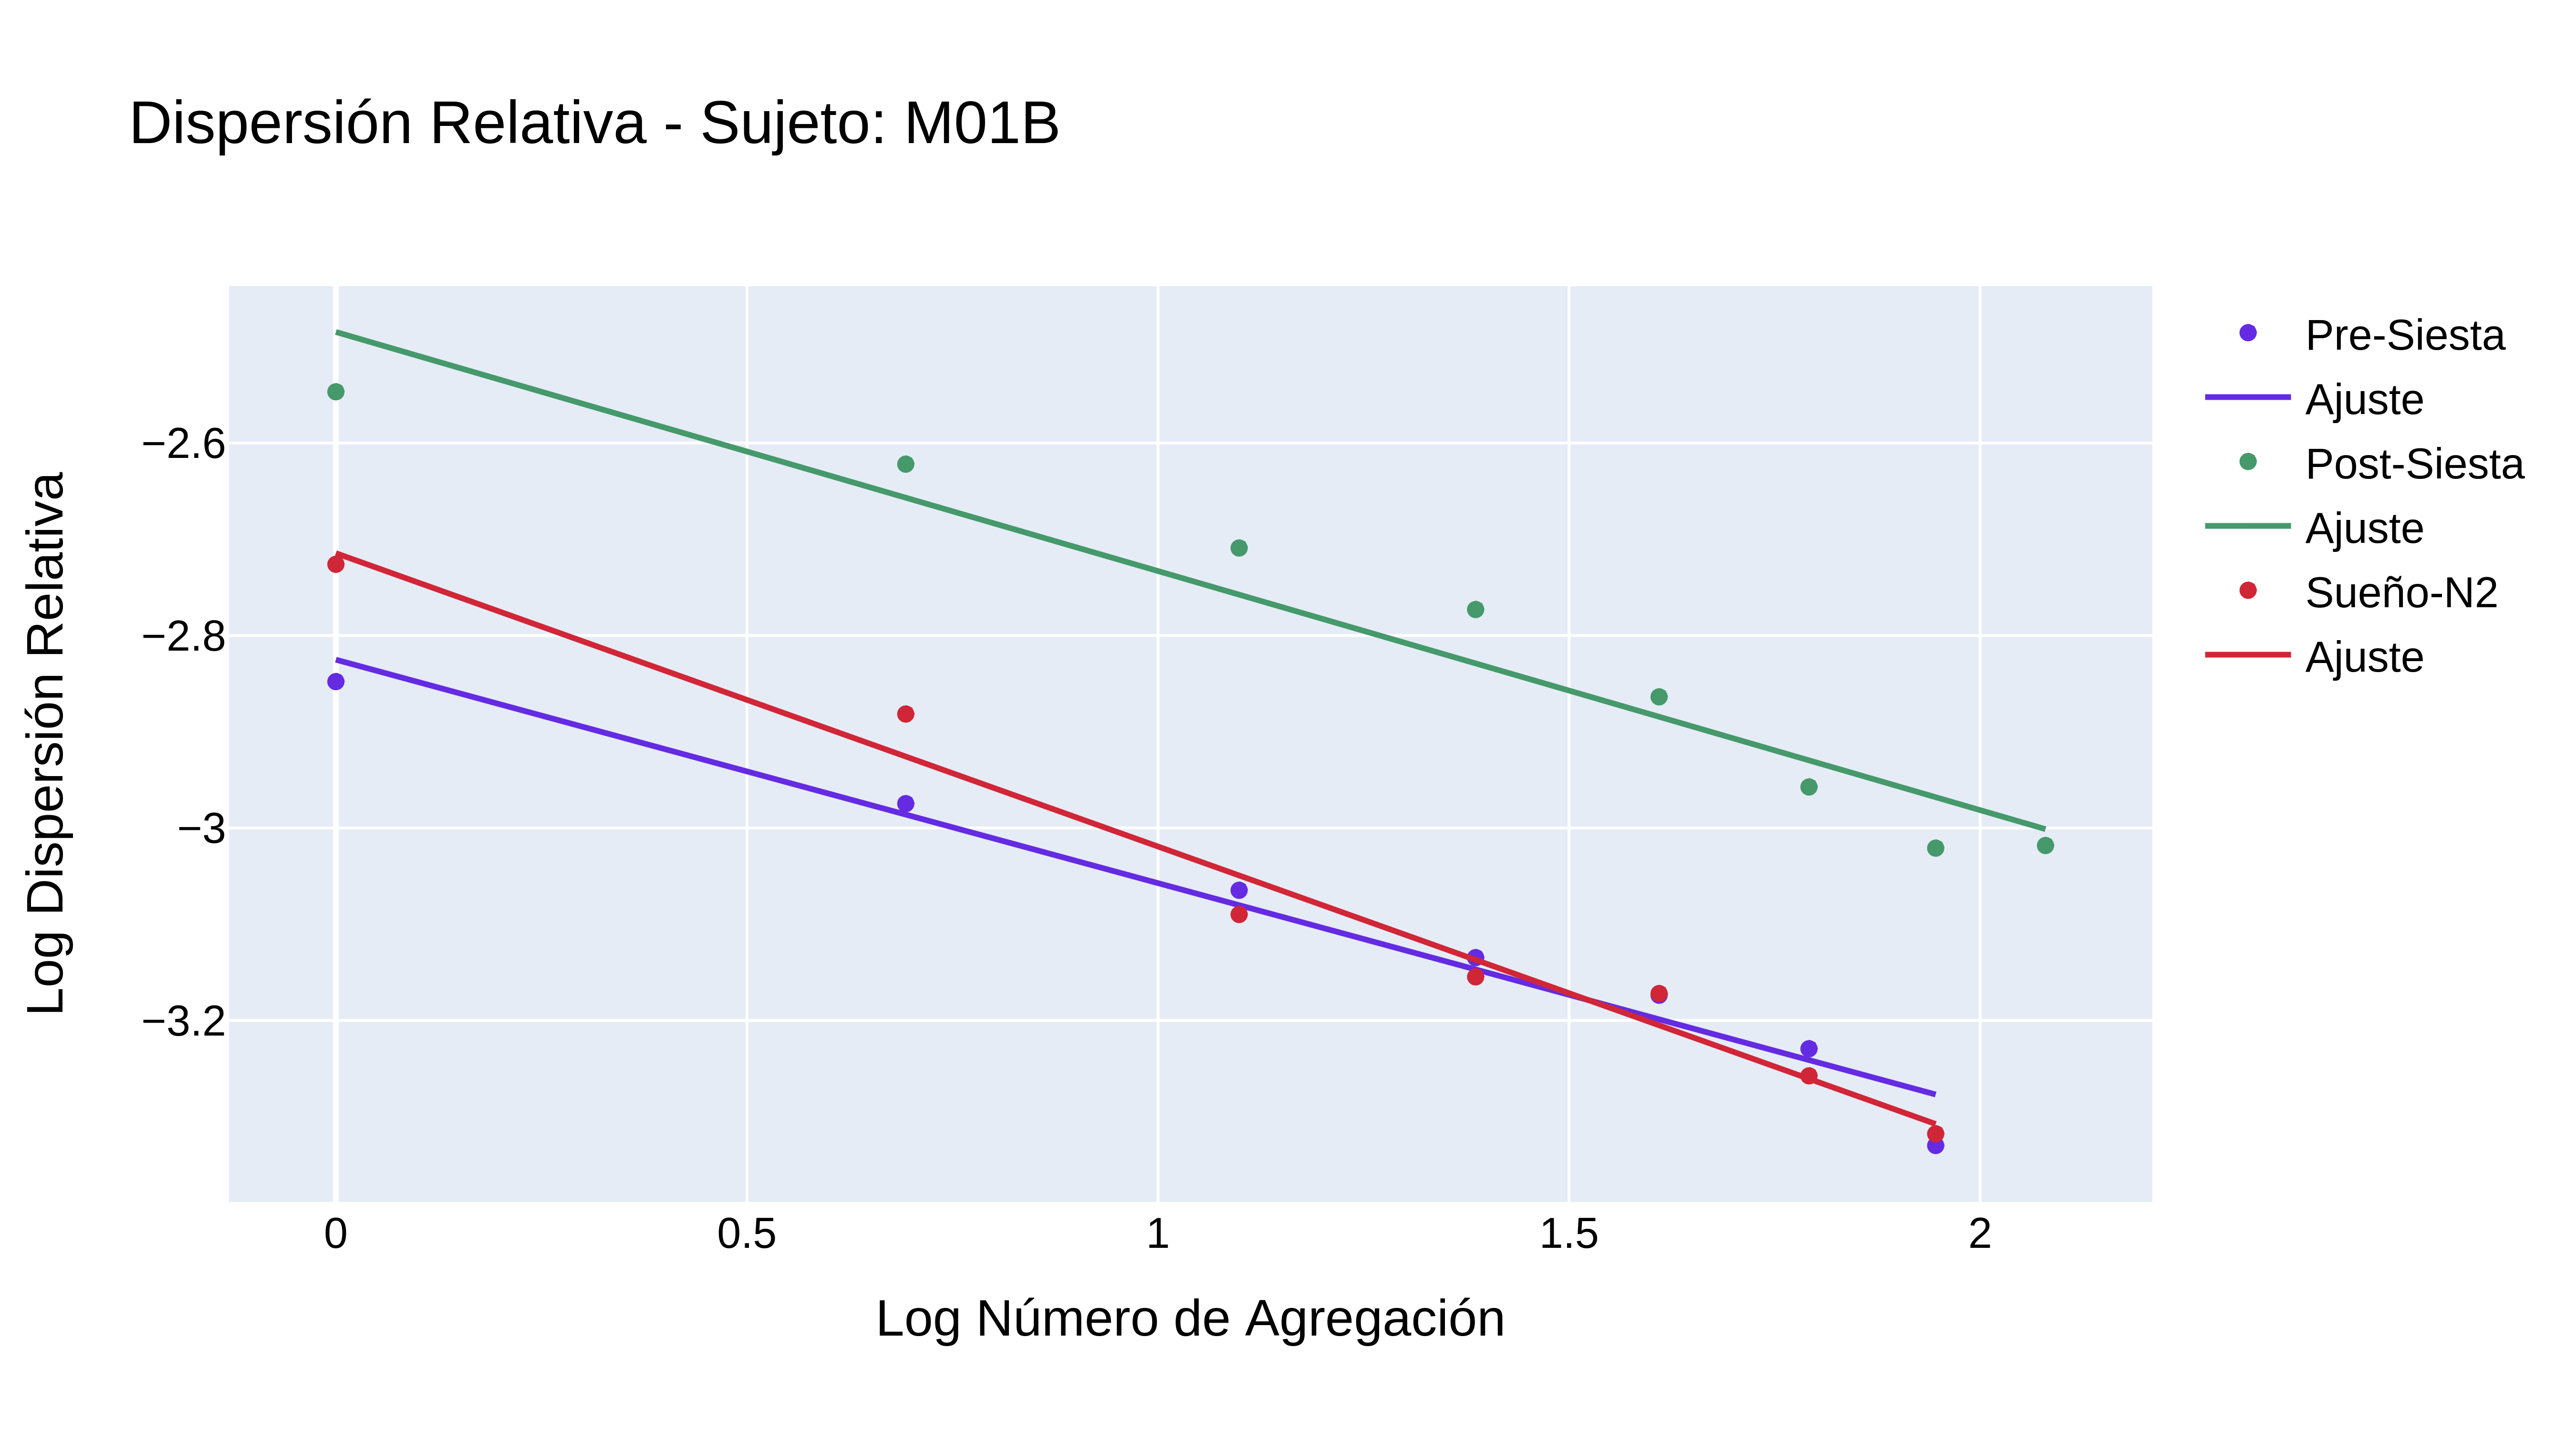 Dispersión Relativa - Sujeto: M01B
Log Dispersión Relativa
−2.6
−2.8
−3
−3.2
0
0.5
1
1.5
2
Log Número de Agregación
Pre-Siesta
Ajuste
Post-Siesta
Ajuste
Sueño-N2
Ajuste